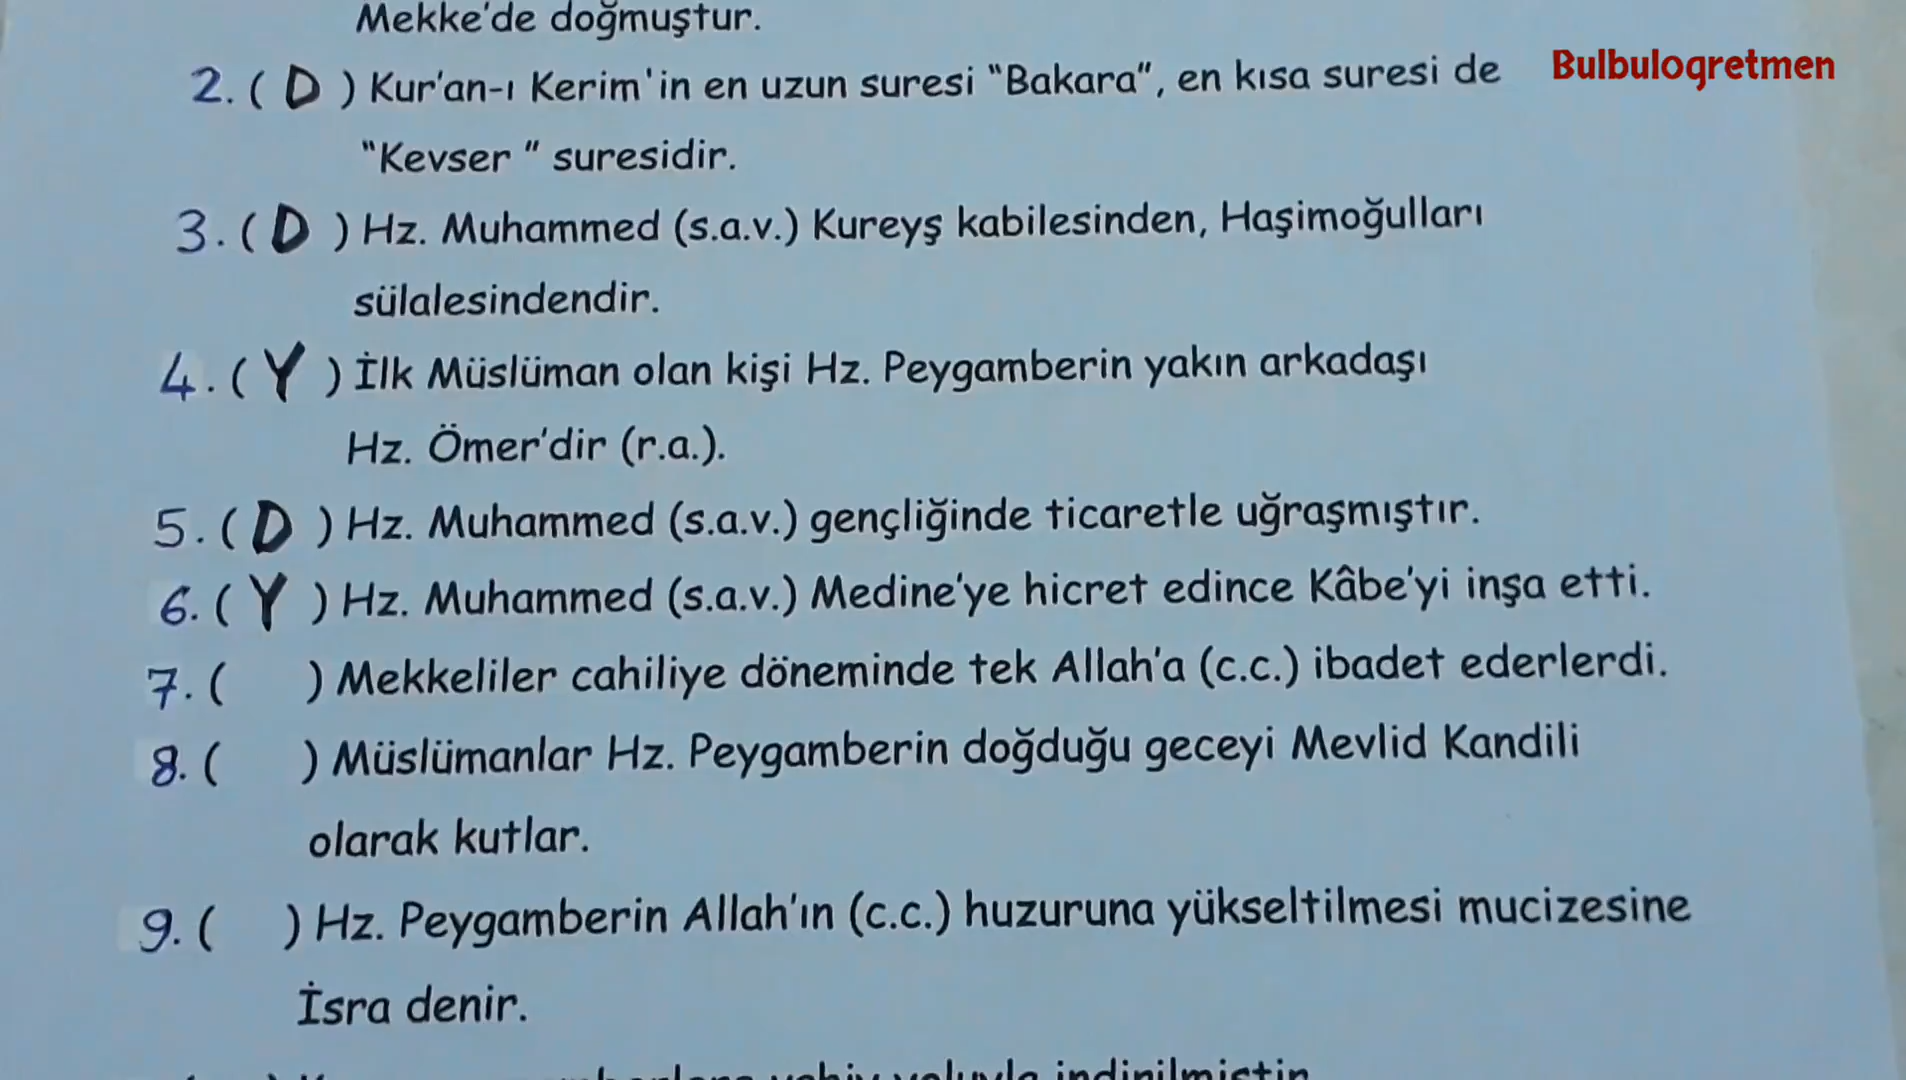 Mekke'de doğmuştur.
Bulbulogretmen
2. ( D ) Kur'an-ı Kerim'in en uzun suresi "Bakara", en kısa suresi de
"Kevser " suresidir.
3. ( D ) Hz. Muhammed (s.a.v.) Kureyş kabilesinden, Haşimoğulları
sülalesindendir.
4. ( Y ) İlk Müslüman olan kişi Hz. Peygamberin yakın arkadaşı
Hz. Ömer'dir (r.a.).
5. ( D ) Hz. Muhammed (s.a.v.) gençliğinde ticaretle uğraşmıştır.
6. ( Y ) Hz. Muhammed (s.a.v.) Medine'ye hicret edince Kâbe'yi inşa etti.
7. ( ) Mekkeliler cahiliye döneminde tek Allah'a (c.c.) ibadet ederlerdi.
8. ( ) Müslümanlar Hz. Peygamberin doğduğu geceyi Mevlid Kandili
olarak kutlar.
9. ( ) Hz. Peygamberin Allah'ın (c.c.) huzuruna yükseltilmesi mucizesine
İsra denir.
vahiy yoluyla indirilmiştir